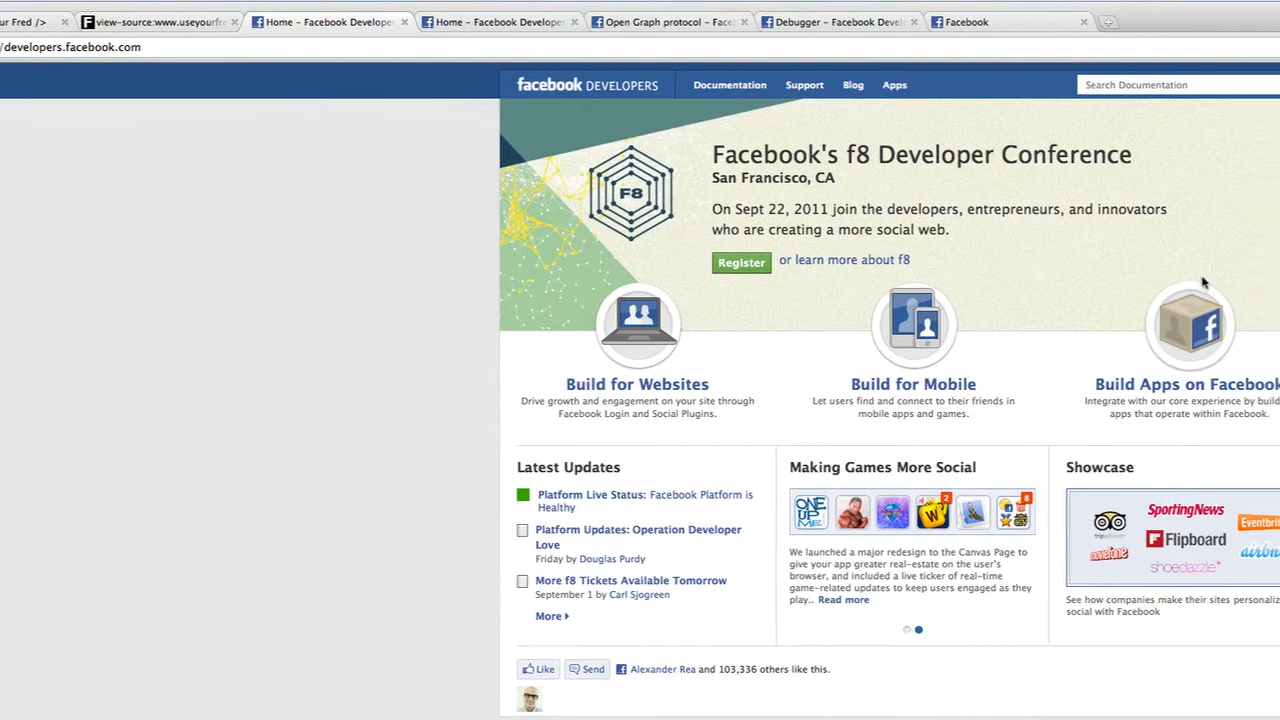 ur Fred />
view-source:www.useyourfr
Home - Facebook Developer
Home - Facebook Developer
Open Graph protocol - Face
Debugger - Facebook Devel
Facebook
/developers.facebook.com
facebook DEVELOPERS
Documentation
Support
Blog
Apps
Search Documentation
F8
Facebook's f8 Developer Conference
San Francisco, CA
On Sept 22, 2011 join the developers, entrepreneurs, and innovators
who are creating a more social web.
Register or learn more about f8
Build for Websites
Drive growth and engagement on your site through
Facebook Login and Social Plugins.
Build for Mobile
Let users find and connect to their friends in
mobile apps and games.
Build Apps on Facebook
Integrate with our core experience by build
apps that operate within Facebook.
Latest Updates
Platform Live Status: Facebook Platform is
Healthy
Platform Updates: Operation Developer
Love
Friday by Douglas Purdy
More f8 Tickets Available Tomorrow
September 1 by Carl Sjogreen
More
Making Games More Social
ONE
UP
ME
W
2
8
We launched a major redesign to the Canvas Page to
give your app greater real-estate on the user's
browser, and included a live ticker of real-time
game-related updates to keep users engaged as they
play.. Read more
Showcase
tripadvisor
SportingNews
Eventbrit
Flipboard
airbn
movefone
shoedazzle
See how companies make their sites personaliz
social with Facebook
Like
Send
Alexander Rea and 103,336 others like this.